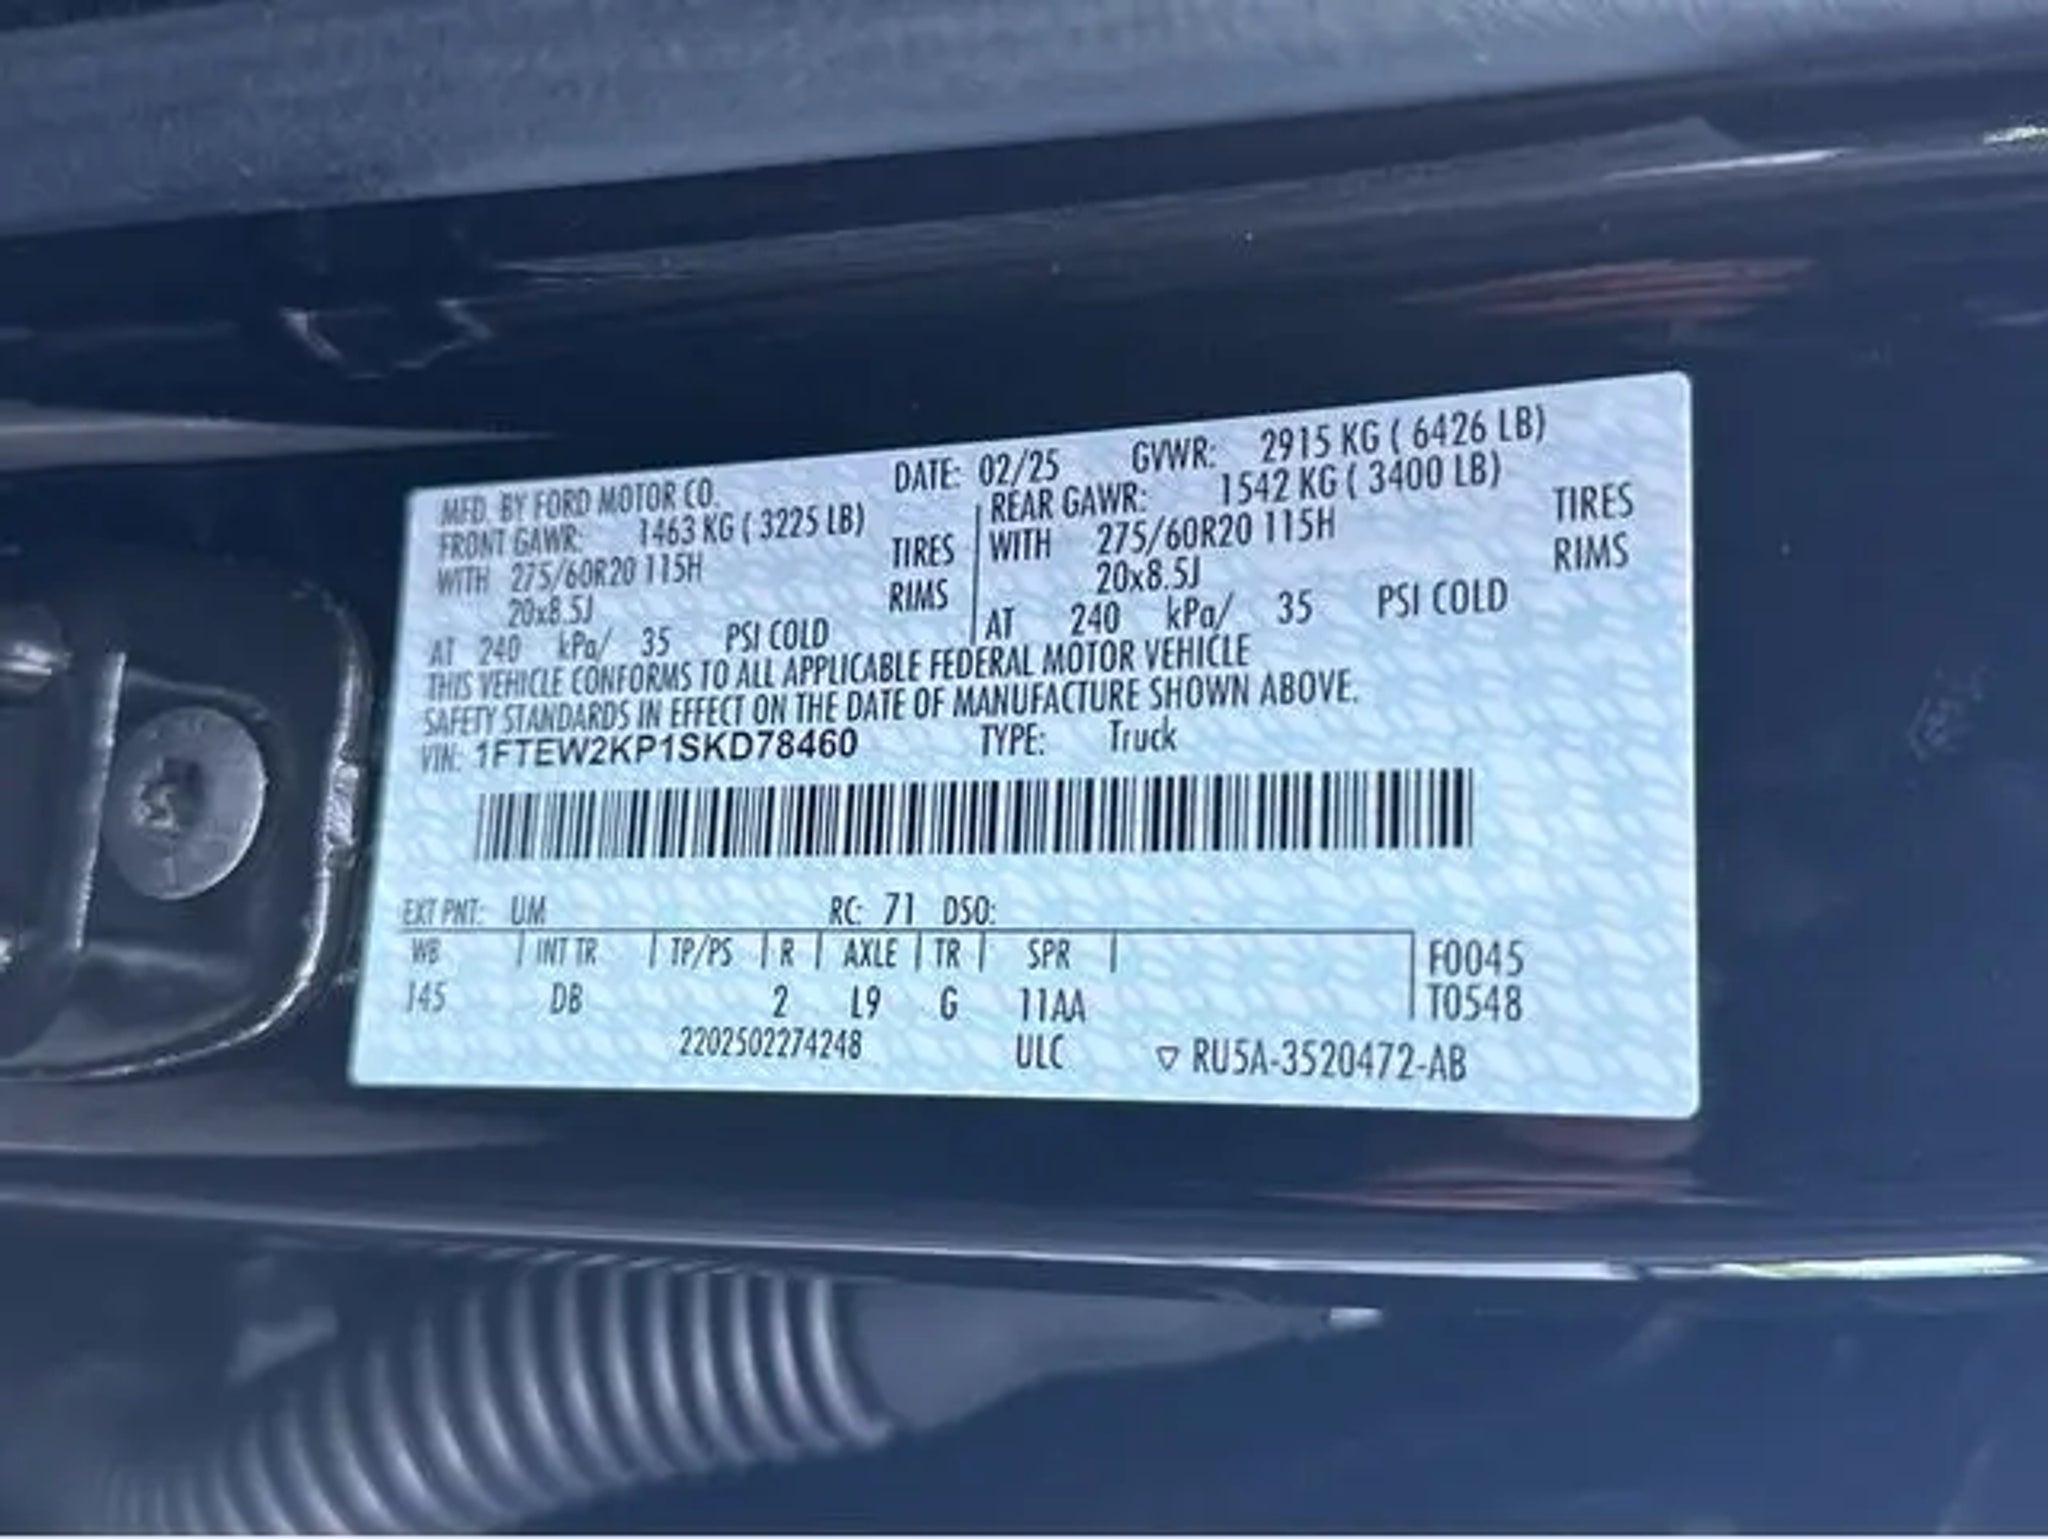 MFD. BY FORD MOTOR CO. DATE: 02/25 GVWR: 2915 KG ( 6426 LB)
FRONT GAWR: 1463 KG ( 3225 LB) REAR GAWR: 1542 KG ( 3400 LB)
WITH 275/60R20 115H TIRES WITH 275/60R20 115H TIRES
20x8.5J RIMS 20x8.5J RIMS
AT 240 kPa/ 35 PSI COLD AT 240 kPa/ 35 PSI COLD
THIS VEHICLE CONFORMS TO ALL APPLICABLE FEDERAL MOTOR VEHICLE
SAFETY STANDARDS IN EFFECT ON THE DATE OF MANUFACTURE SHOWN ABOVE.
VIN: 1FTEW2KP1SKD78460 TYPE: Truck
EXT PNT: UM RC: 71 DSO:
WB INT TR TP/PS R AXLE TR SPR F0045
145 DB 2 L9 G 11AA T0548
2202502274248 ULC ▽ RU5A-3520472-AB